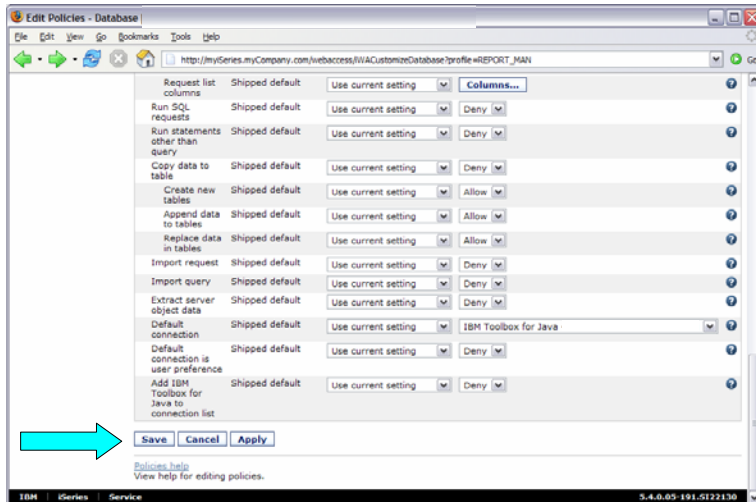 Edit Policies - Database
File Edit View Go Bookmarks Tools Help
http://myiSeries.myCompany.com/webaccess/iWACustomizeDatabase?profile=REPORT_MAN Go
Request list columns Shipped default Use current setting Columns...
Run SQL requests Shipped default Use current setting Deny
Run statements other than query Shipped default Use current setting Deny
Copy data to table Shipped default Use current setting Deny
Create new tables Shipped default Use current setting Allow
Append data to tables Shipped default Use current setting Allow
Replace data in tables Shipped default Use current setting Allow
Import request Shipped default Use current setting Deny
Import query Shipped default Use current setting Deny
Extract server object data Shipped default Use current setting Deny
Default connection Shipped default Use current setting IBM Toolbox for Java
Default connection is user preference Shipped default Use current setting Deny
Add IBM Toolbox for Java to connection list Shipped default Use current setting Deny
Save Cancel Apply
Policies help
View help for editing policies.
IBM iSeries Service 5.4.0.05-191.SI22130